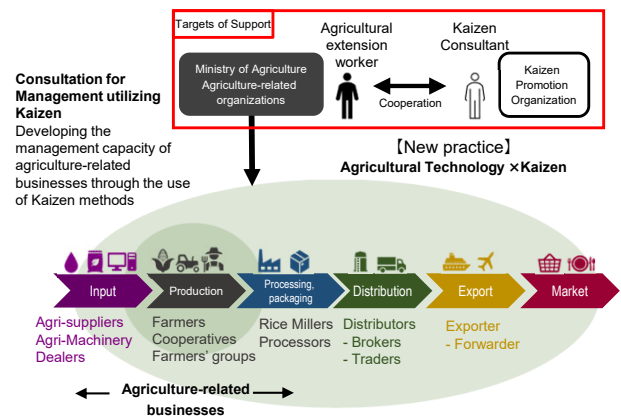 Targets of Support
Agricultural
extension
worker
Kaizen
Consultant
Ministry of Agriculture
Agriculture-related
organizations
Cooperation
Kaizen
Promotion
Organization
Consultation for
Management utilizing
Kaizen
Developing the
management capacity of
agriculture-related
businesses through the use
of Kaizen methods
【New practice】
Agricultural Technology ×Kaizen
Input
Production
Processing,
packaging
Distribution
Export
Market
Agri-suppliers
Agri-Machinery
Dealers
Farmers
Cooperatives
Farmers' groups
Rice Millers
Processors
Distributors
- Brokers
- Traders
Exporter
- Forwarder
Agriculture-related
businesses